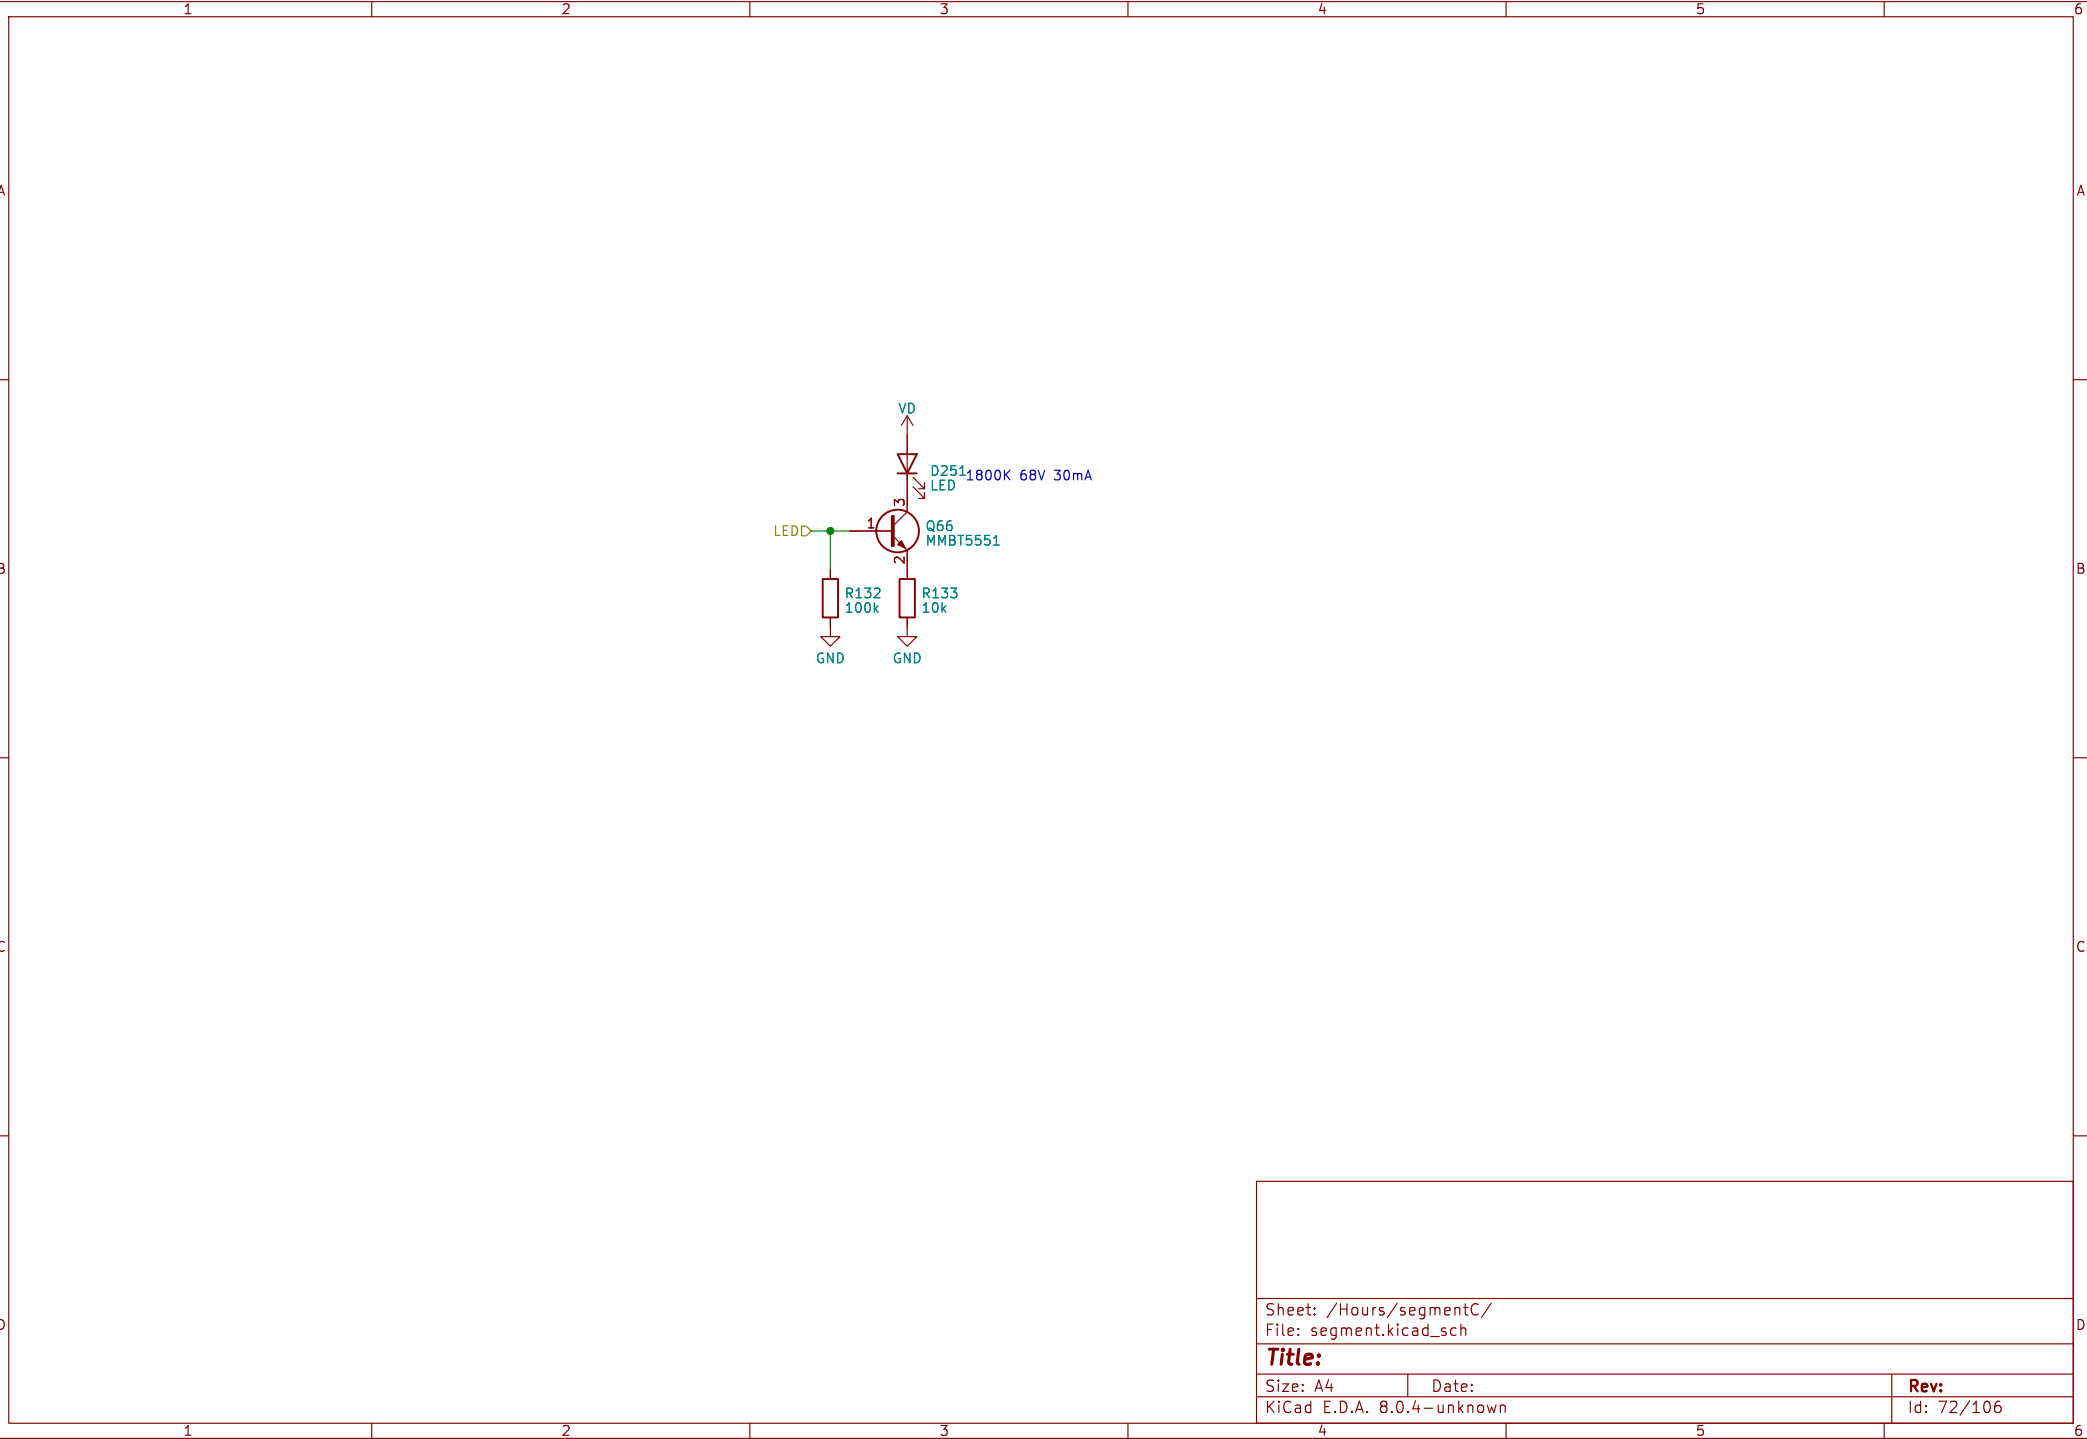 1 2 3 4 5 6
A A
VD
D251
LED
1800K 68V 30mA
3
LED
1
Q66
MMBT5551
2
B B
R132
100k
R133
10k
GND
GND
C C
Sheet: /Hours/segmentC/
File: segment.kicad_sch
D D
Title:
Size: A4
Date:
Rev:
KiCad E.D.A. 8.0.4-unknown
Id: 72/106
1 2 3 4 5 6